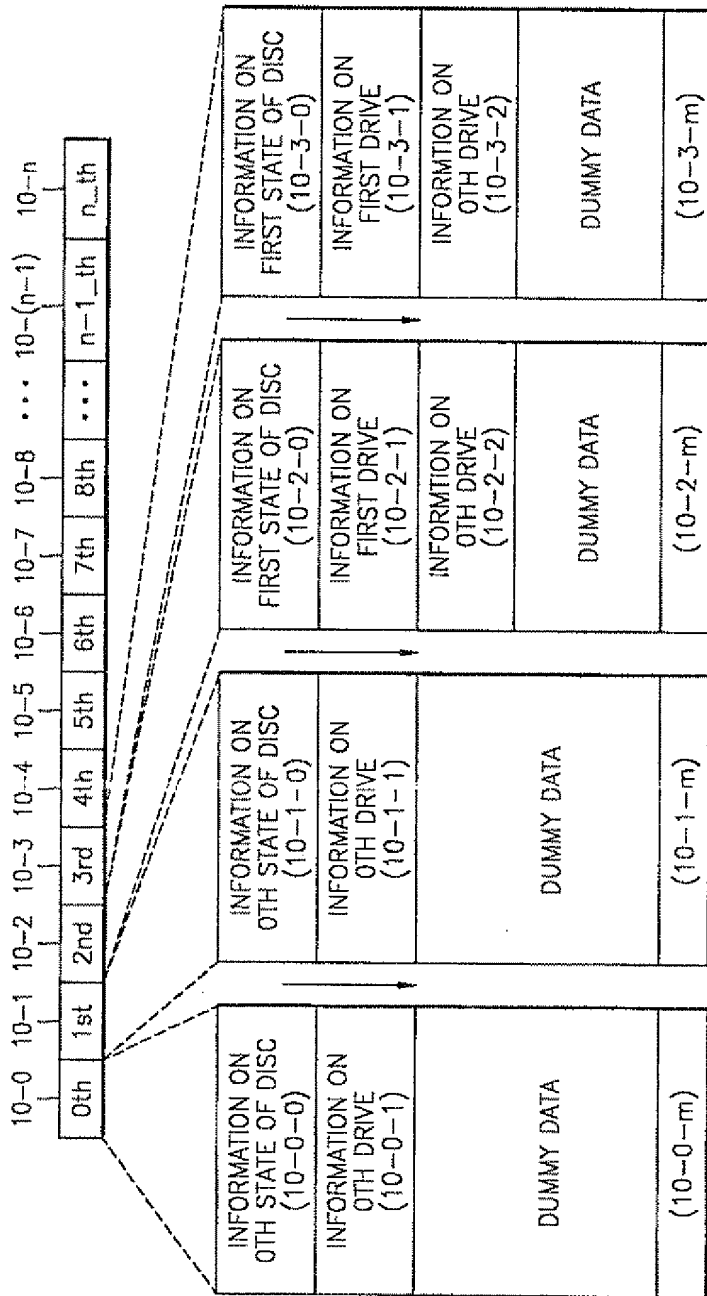 10-0 10-1 10-2 10-3 10-4 10-5 10-6 10-7 10-8 ••• 10-(n-1) 10-n
0th 1st 2nd 3rd 4th 5th 6th 7th 8th ••• n-1_th n_th
INFORMATION ON
0TH STATE OF DISC
(10-0-0)
INFORMATION ON
0TH DRIVE
(10-0-1)
DUMMY DATA
(10-0-m)
INFORMATION ON
0TH STATE OF DISC
(10-1-0)
INFORMATION ON
0TH DRIVE
(10-1-1)
DUMMY DATA
(10-1-m)
INFORMATION ON
FIRST STATE OF DISC
(10-2-0)
INFORMATION ON
FIRST DRIVE
(10-2-1)
INFORMTION ON
0TH DRIVE
(10-2-2)
DUMMY DATA
(10-2-m)
INFORMATION ON
FIRST STATE OF DISC
(10-3-0)
INFORMATION ON
FIRST DRIVE
(10-3-1)
INFORMTION ON
0TH DRIVE
(10-3-2)
DUMMY DATA
(10-3-m)